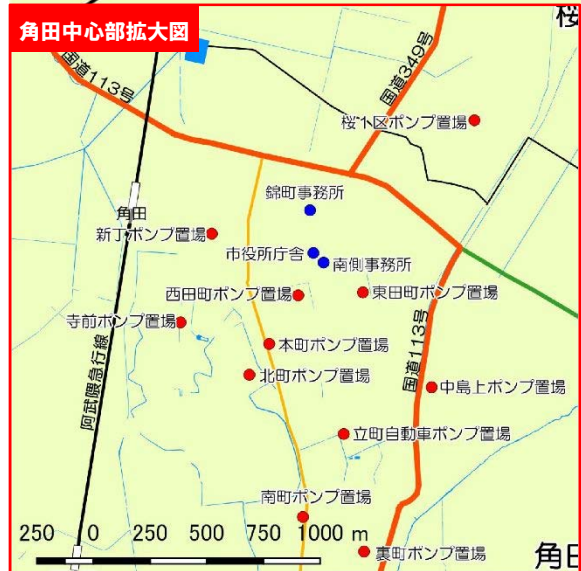 角田中心部拡大図
桜
国道113号
国道349号
桜1区ポンプ置場
錦町事務所
角田
新丁ポンプ置場
市役所庁舎
南側事務所
西田町ポンプ置場
東田町ポンプ置場
寺前ポンプ置場
本町ポンプ置場
阿武隈急行線
国道113号
北町ポンプ置場
中島上ポンプ置場
立町自動車ポンプ置場
南町ポンプ置場
250 0 250 500 750 1000 m
裏町ポンプ置場
角田